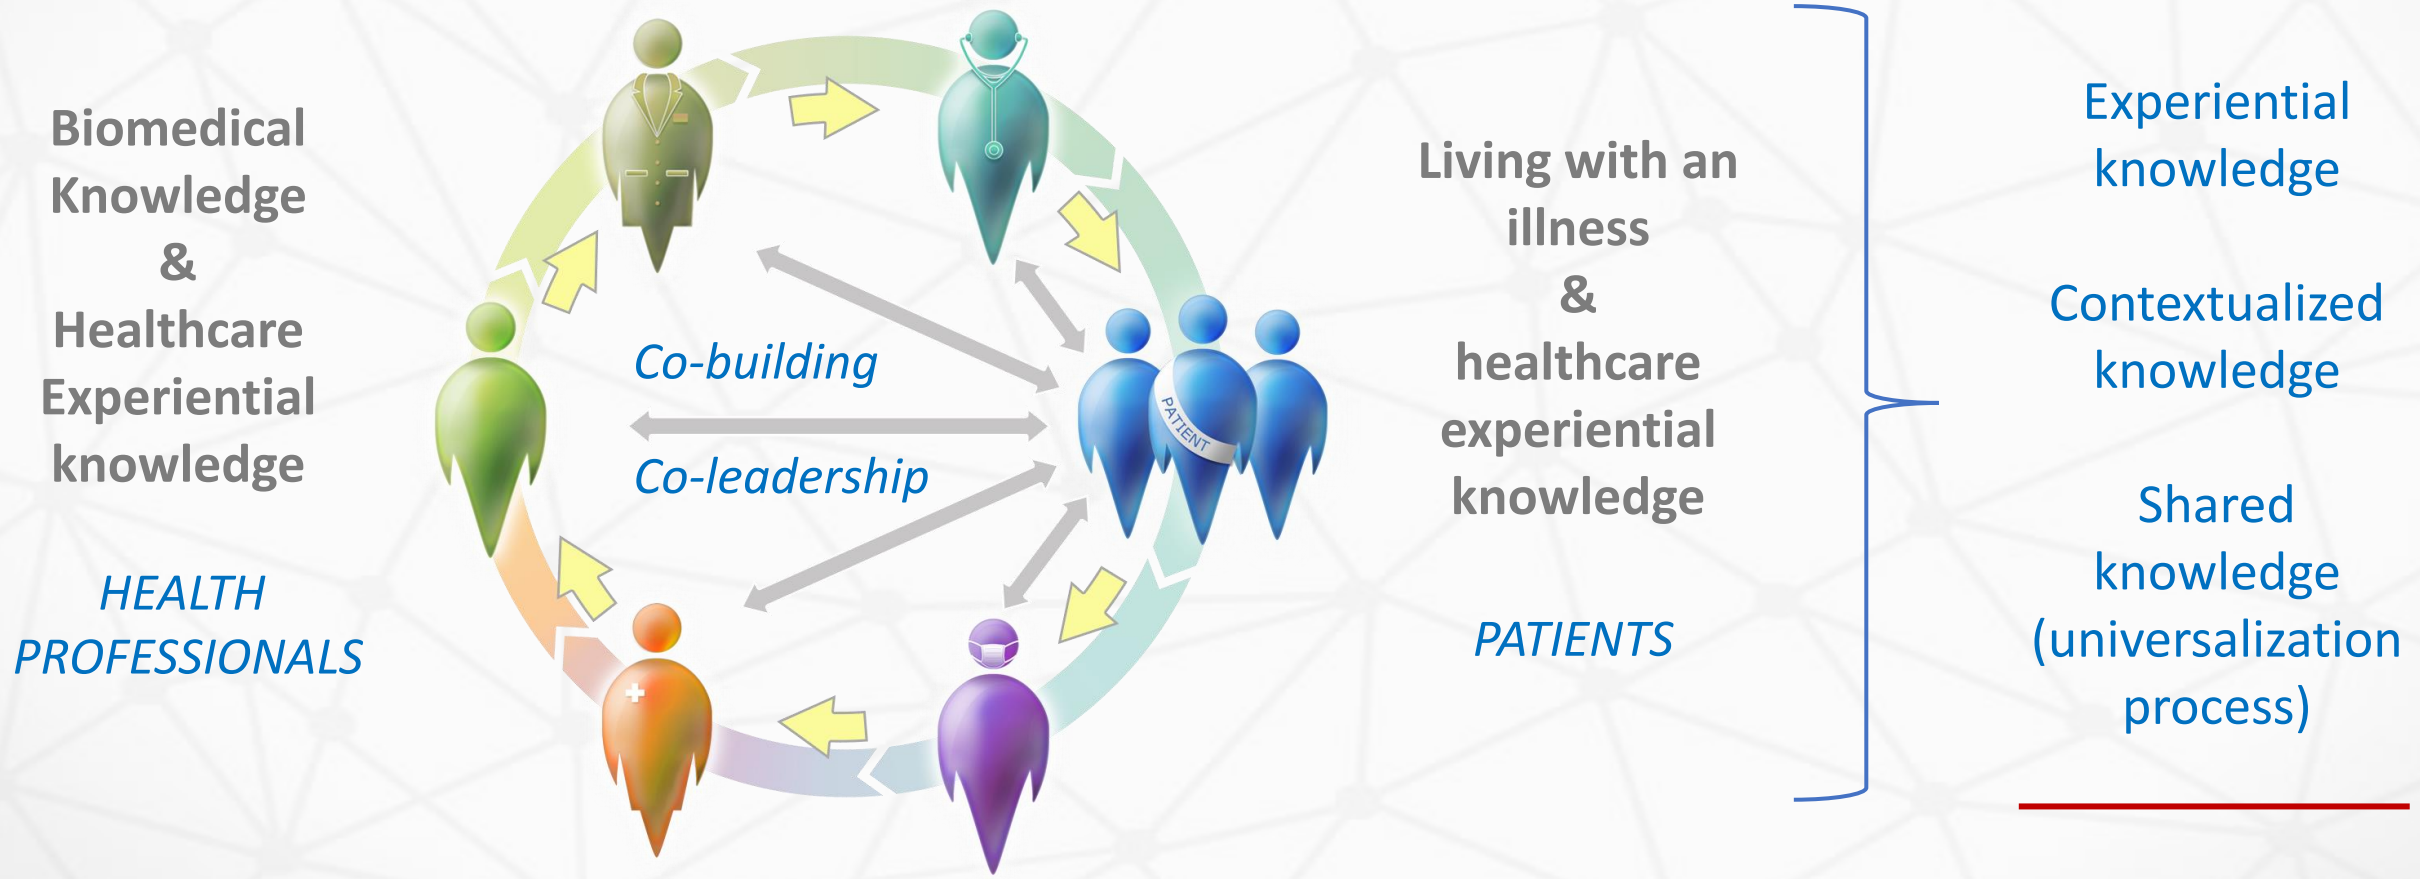 Biomedical
Knowledge
&
Healthcare
Experiential
knowledge
HEALTH
PROFESSIONALS
Co-building
Co-leadership
PATIENT
Living with an
illness
&
healthcare
experiential
knowledge
PATIENTS
Experiential
knowledge
Contextualized
knowledge
Shared
knowledge
(universalization
process)